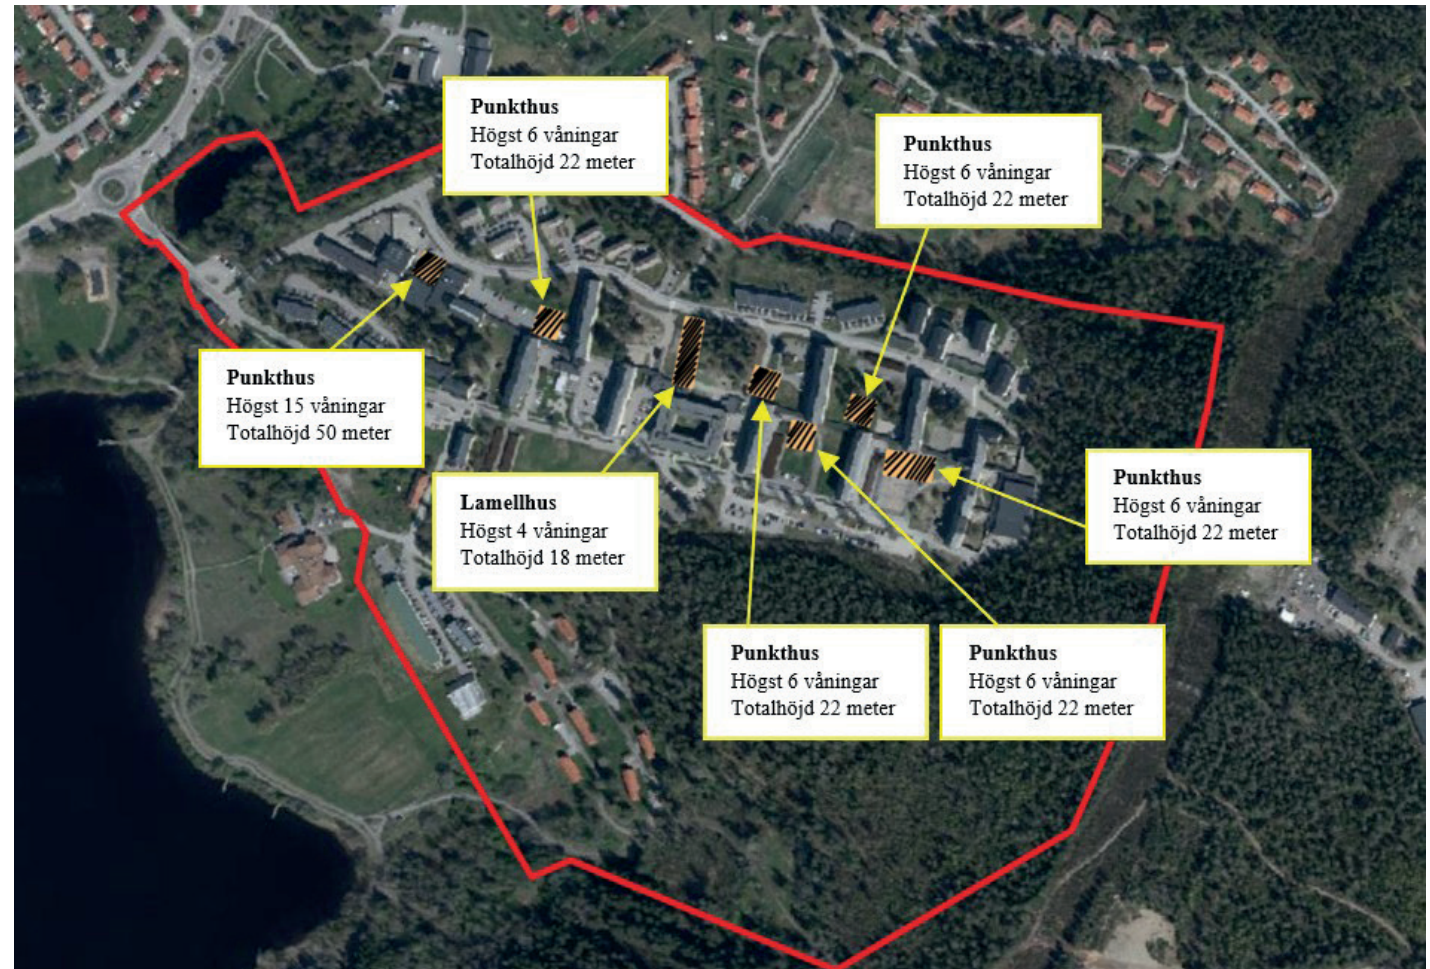 Punkthus
Högst 6 våningar
Totalhöjd 22 meter
Punkthus
Högst 6 våningar
Totalhöjd 22 meter
Punkthus
Högst 15 våningar
Totalhöjd 50 meter
Lamellhus
Högst 4 våningar
Totalhöjd 18 meter
Punkthus
Högst 6 våningar
Totalhöjd 22 meter
Punkthus
Högst 6 våningar
Totalhöjd 22 meter
Punkthus
Högst 6 våningar
Totalhöjd 22 meter